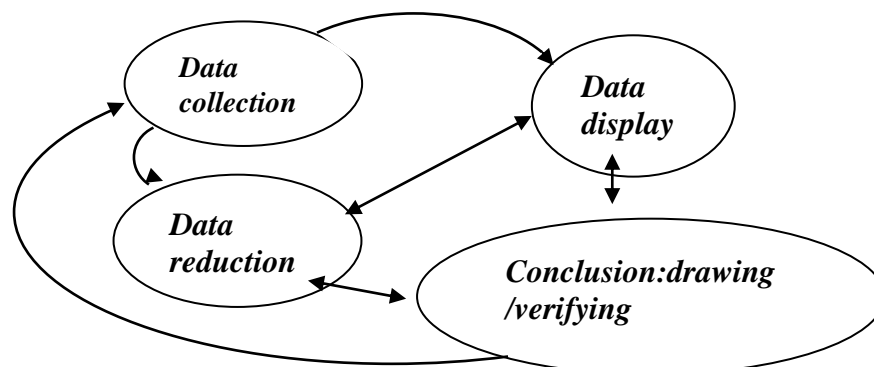 Data
collection
Data
display
Data
reduction
Conclusion:drawing
/verifying